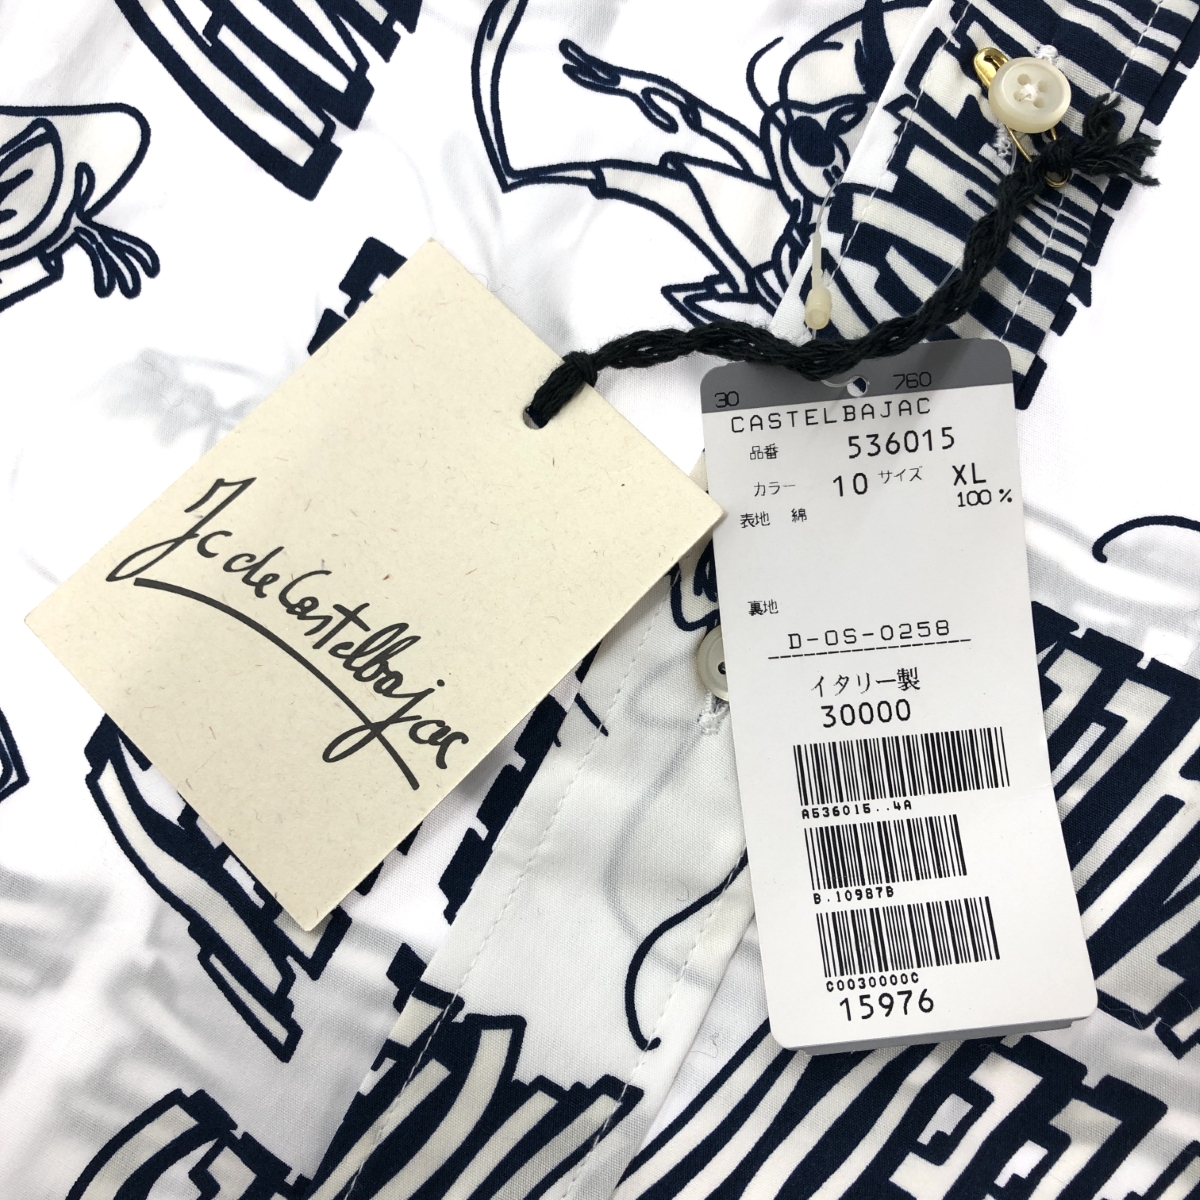 Jc de Castelbajac
30 760
CASTELBAJAC
品番 536015
カラー 10 サイズ XL
100 %
表地 綿
裏地
D-OS-0258
イタリー製
30000
A536015..4A
B.10987B
C0030000C
15976